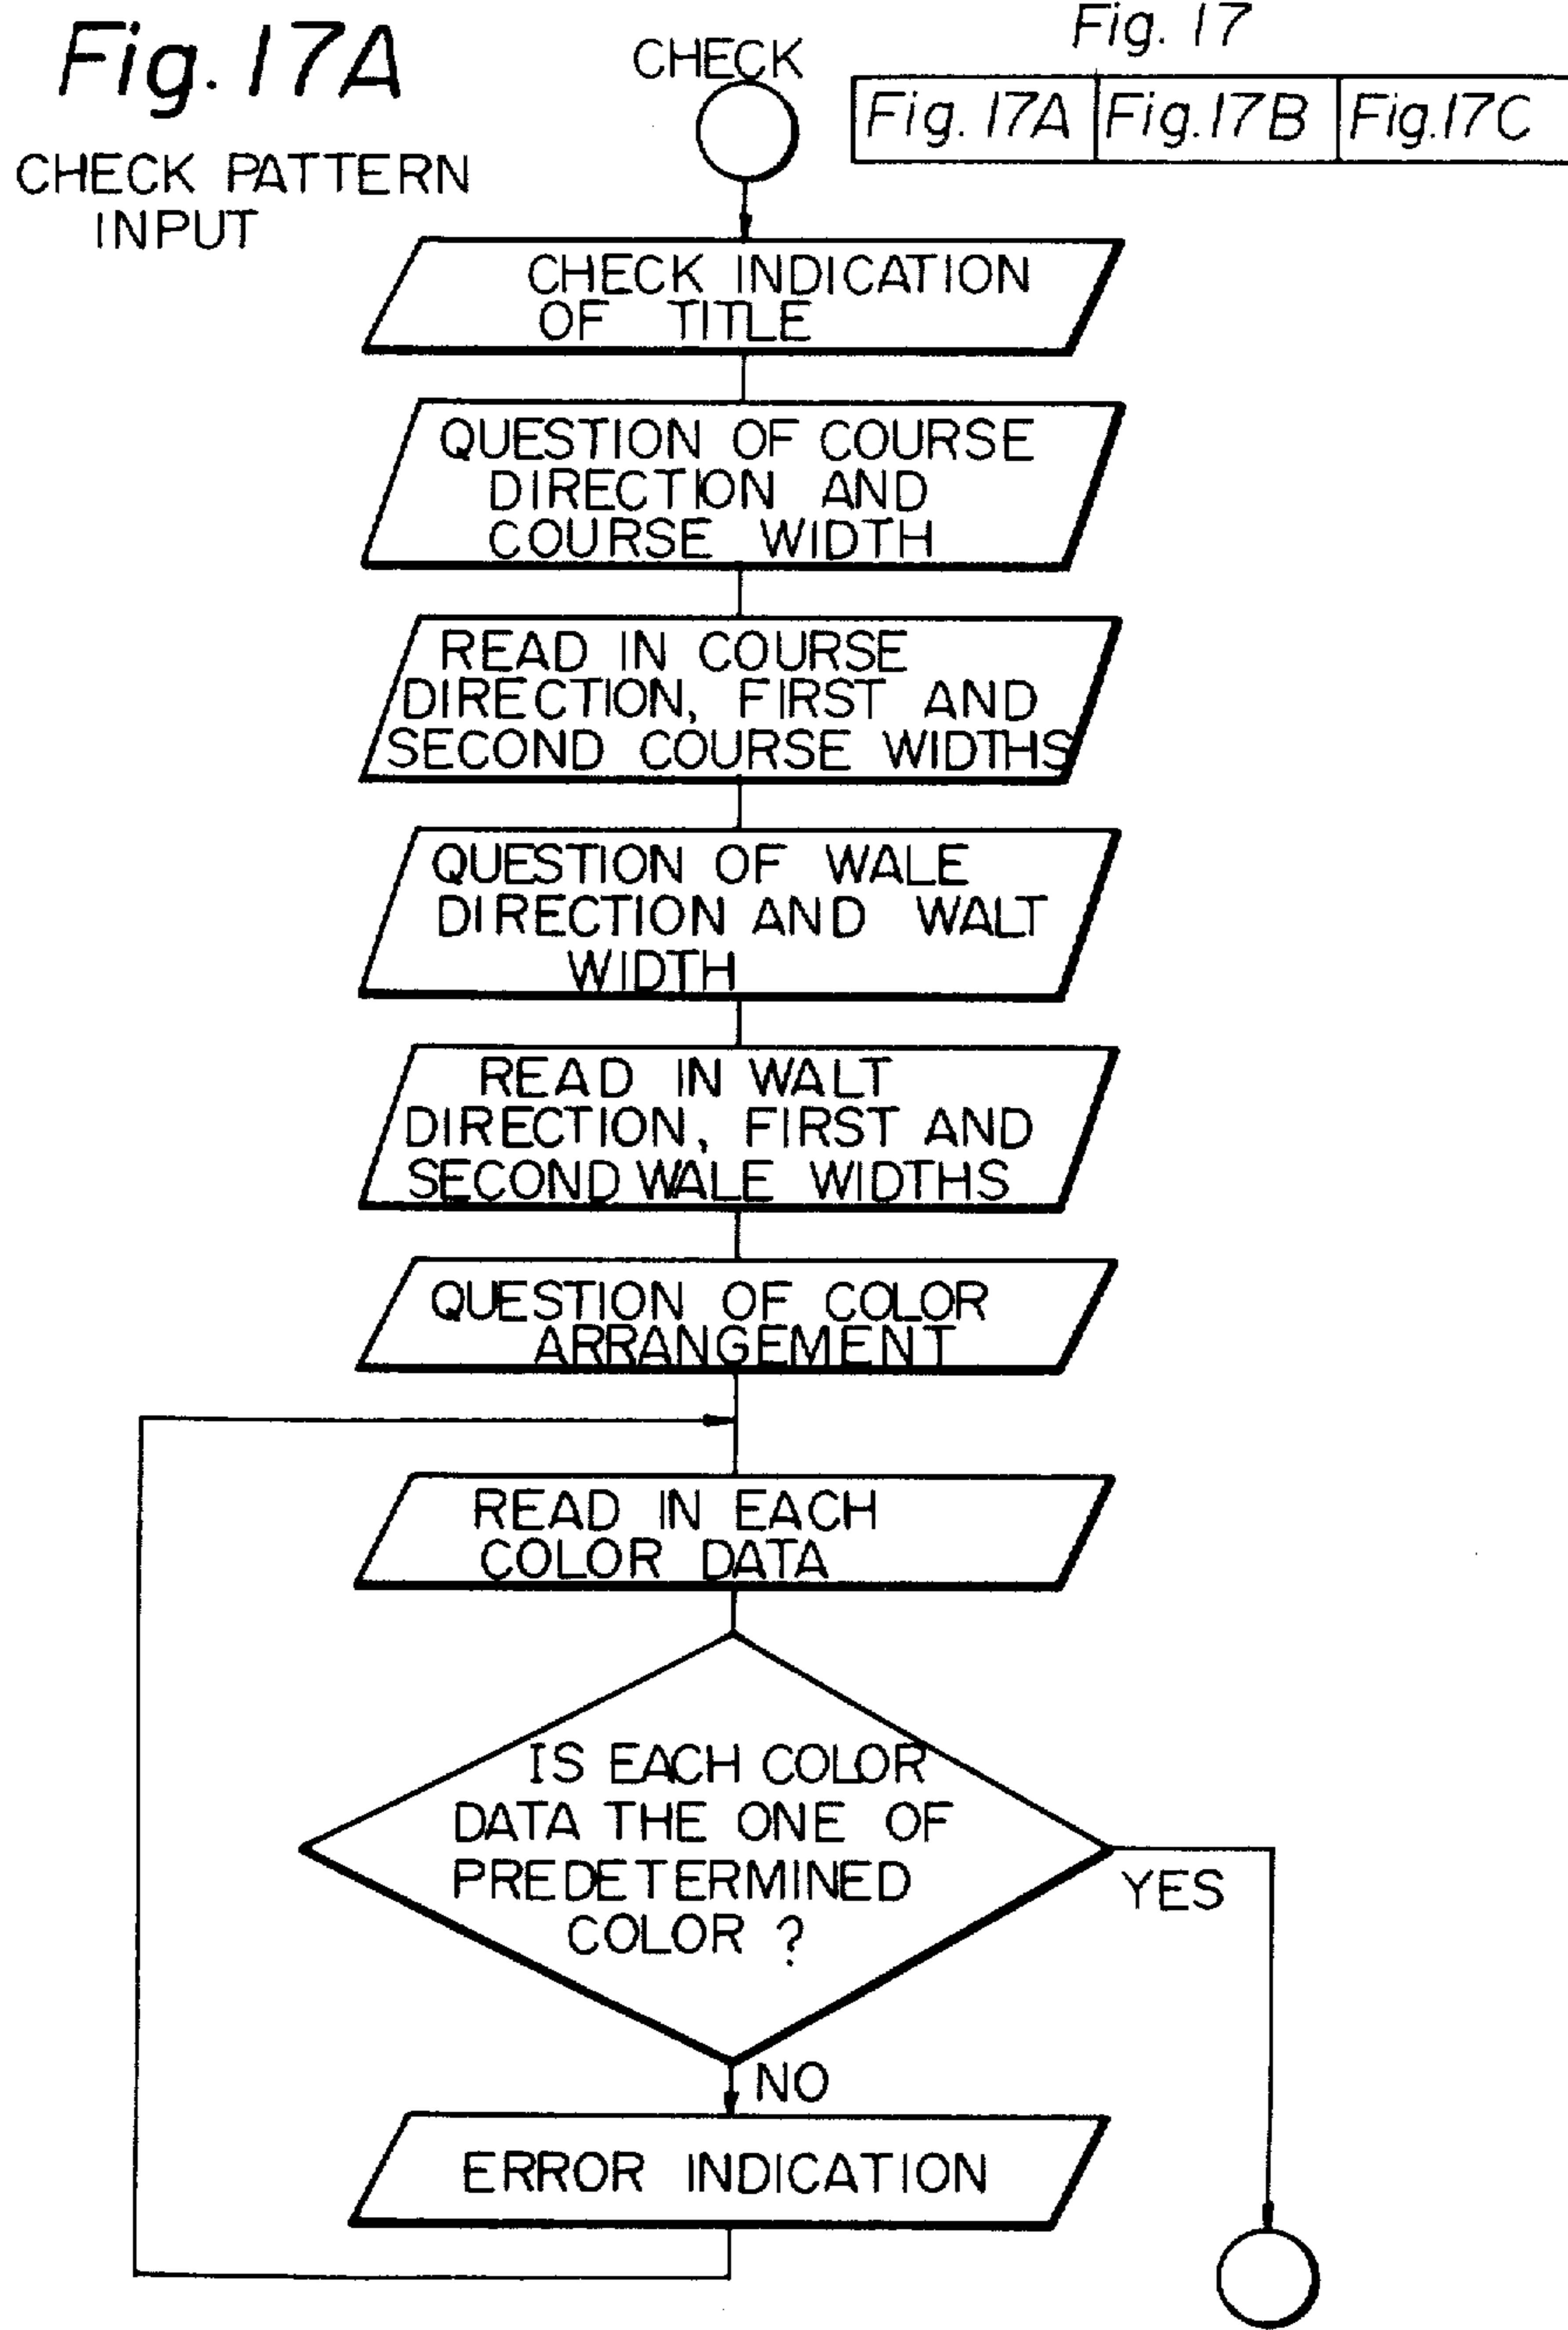 Fig. 17A
CHECK PATTERN
INPUT
CHECK
Fig. 17
Fig. 17A Fig.17B Fig.17C
CHECK INDICATION
OF TITLE
QUESTION OF COURSE
DIRECTION AND
COURSE WIDTH
READ IN COURSE
DIRECTION, FIRST AND
SECOND COURSE WIDTHS
QUESTION OF WALE
DIRECTION AND WALT
WIDTH
READ IN WALT
DIRECTION, FIRST AND
SECOND WALE WIDTHS
QUESTION OF COLOR
ARRANGEMENT
READ IN EACH
COLOR DATA
IS EACH COLOR
DATA THE ONE OF
PREDETERMINED
COLOR ?
YES
NO
ERROR INDICATION